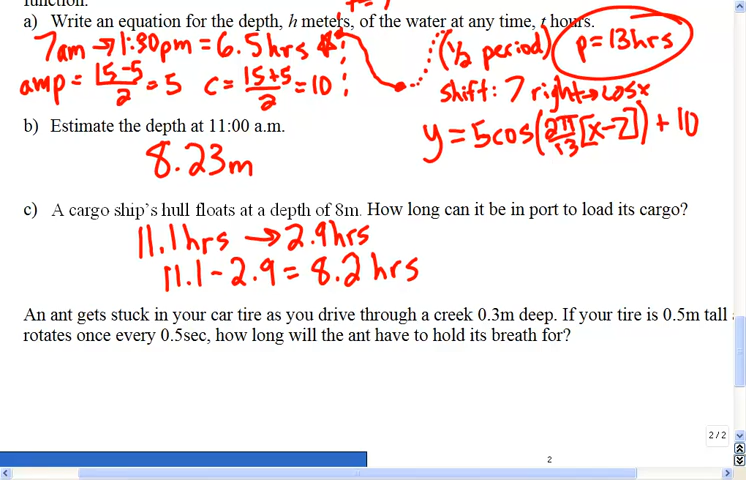 function.
a) Write an equation for the depth, h meters, of the water at any time, t hours.
7am → 1:30pm = 6.5hrs
(½ period) p=13hrs
amp = 15-5/2 = 5 c = 15+5/2 = 10
shift: 7 right → cosx
y = 5cos(2π/13[x-7]) + 10
b) Estimate the depth at 11:00 a.m.
8.23m
c) A cargo ship's hull floats at a depth of 8m. How long can it be in port to load its cargo?
11.1hrs → 2.9hrs
11.1 - 2.9 = 8.2hrs
An ant gets stuck in your car tire as you drive through a creek 0.3m deep. If your tire is 0.5m tall
rotates once every 0.5sec, how long will the ant have to hold its breath for?
2 / 2
2